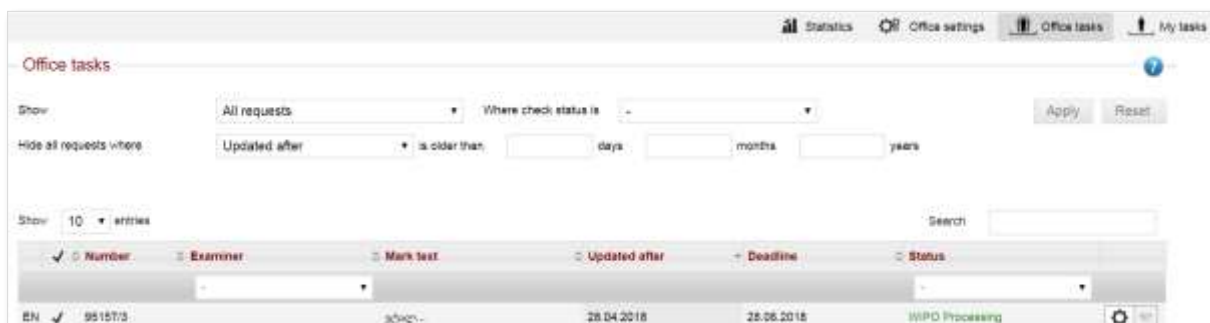 Statistics Office settings Office tasks My tasks
Office tasks
Show All requests Where check status is - Apply Reset
Hide all requests where Updated after is older than days months years
Show 10 entries Search
Number Examiner Mark text Updated after Deadline Status
- -
EN 95157/3 28.04.2018 28.06.2018 WIPO Processing